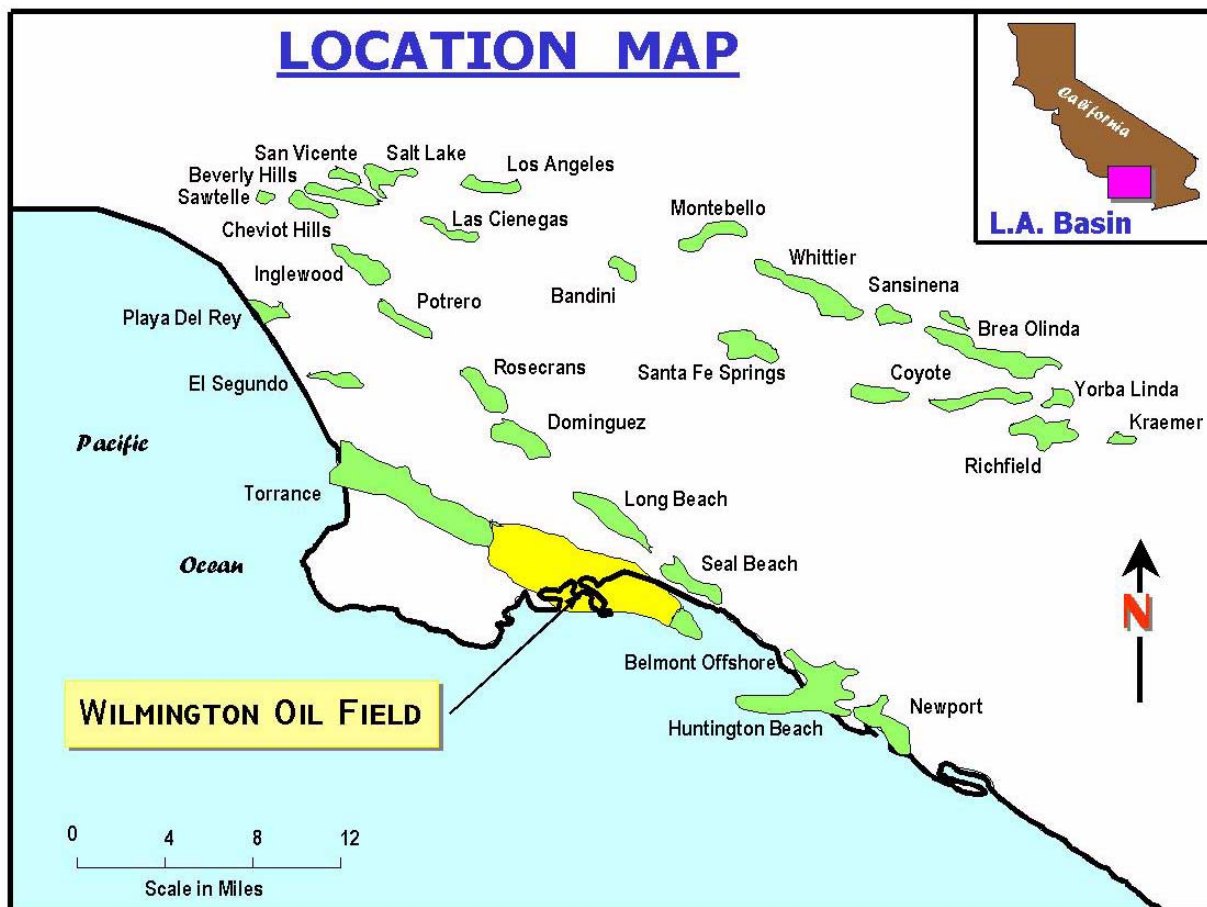 LOCATION MAP
California
L.A. Basin
San Vicente
Salt Lake
Los Angeles
Beverly Hills
Sawtelle
Cheviot Hills
Las Cienegas
Montebello
Inglewood
Whittier
Bandini
Sansinena
Potrero
Playa Del Rey
Brea Olinda
Rosecrans
Santa Fe Springs
Coyote
El Segundo
Yorba Linda
Dominguez
Kraemer
Pacific
Richfield
Torrance
Long Beach
Ocean
Seal Beach
N
Belmont Offshore
WILMINGTON OIL FIELD
Newport
Huntington Beach
0 4 8 12
Scale in Miles